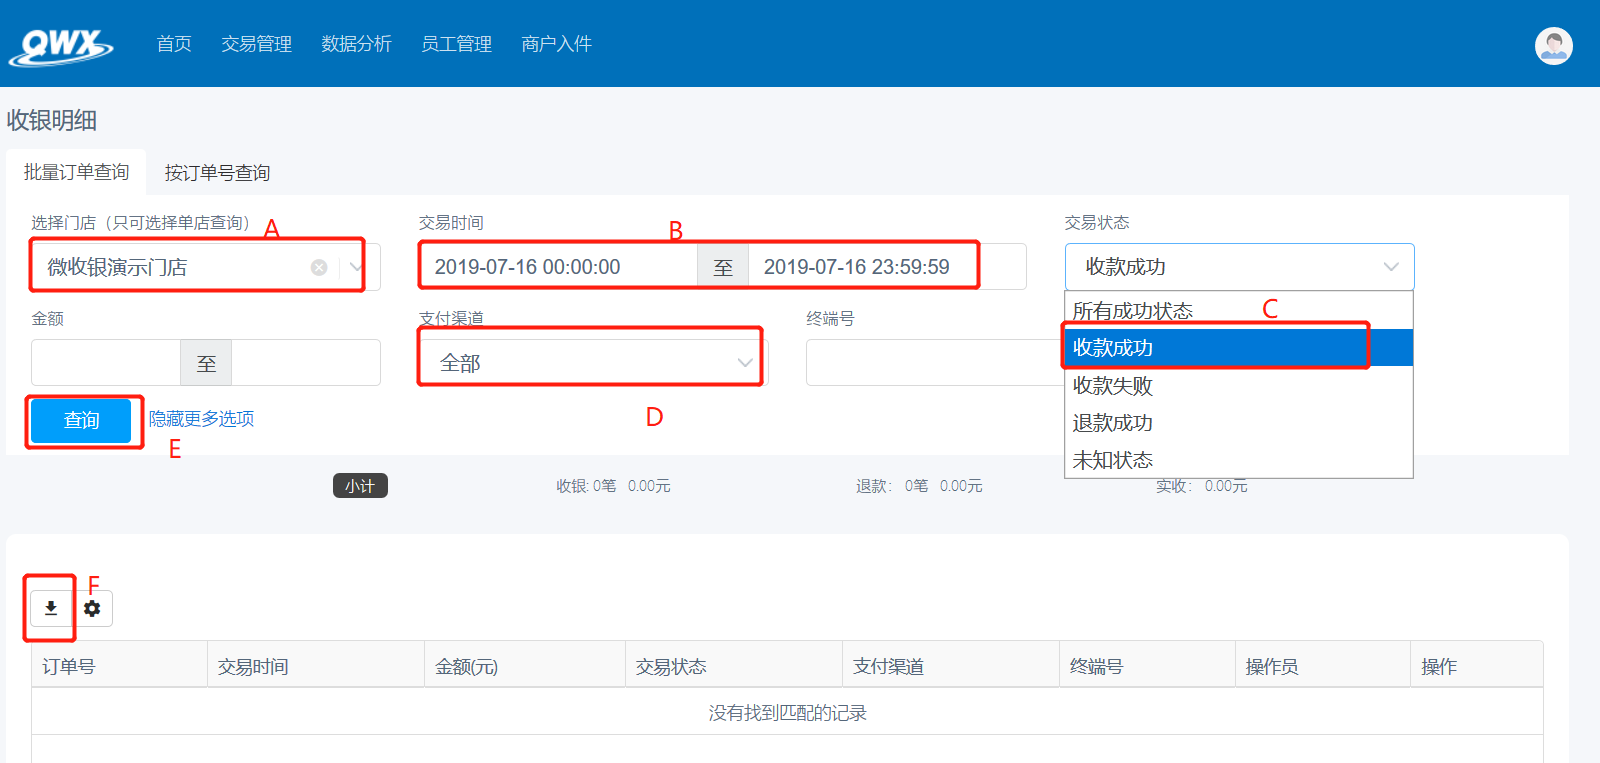 QWX
首页 交易管理 数据分析 员工管理 商户入件
收银明细
批量订单查询 按订单号查询
选择门店（只可选择单店查询） A 交易时间 B 交易状态
微收银演示门店 2019-07-16 00:00:00 至 2019-07-16 23:59:59 收款成功
金额 支付渠道 终端号 所有成功状态 C
至 全部 收款成功
收款失败
查询 隐藏更多选项 D 退款成功
E 未知状态
小计 收银: 0笔 0.00元 退款： 0笔 0.00元 实收： 0.00元
F
订单号 交易时间 金额(元) 交易状态 支付渠道 终端号 操作员 操作
没有找到匹配的记录